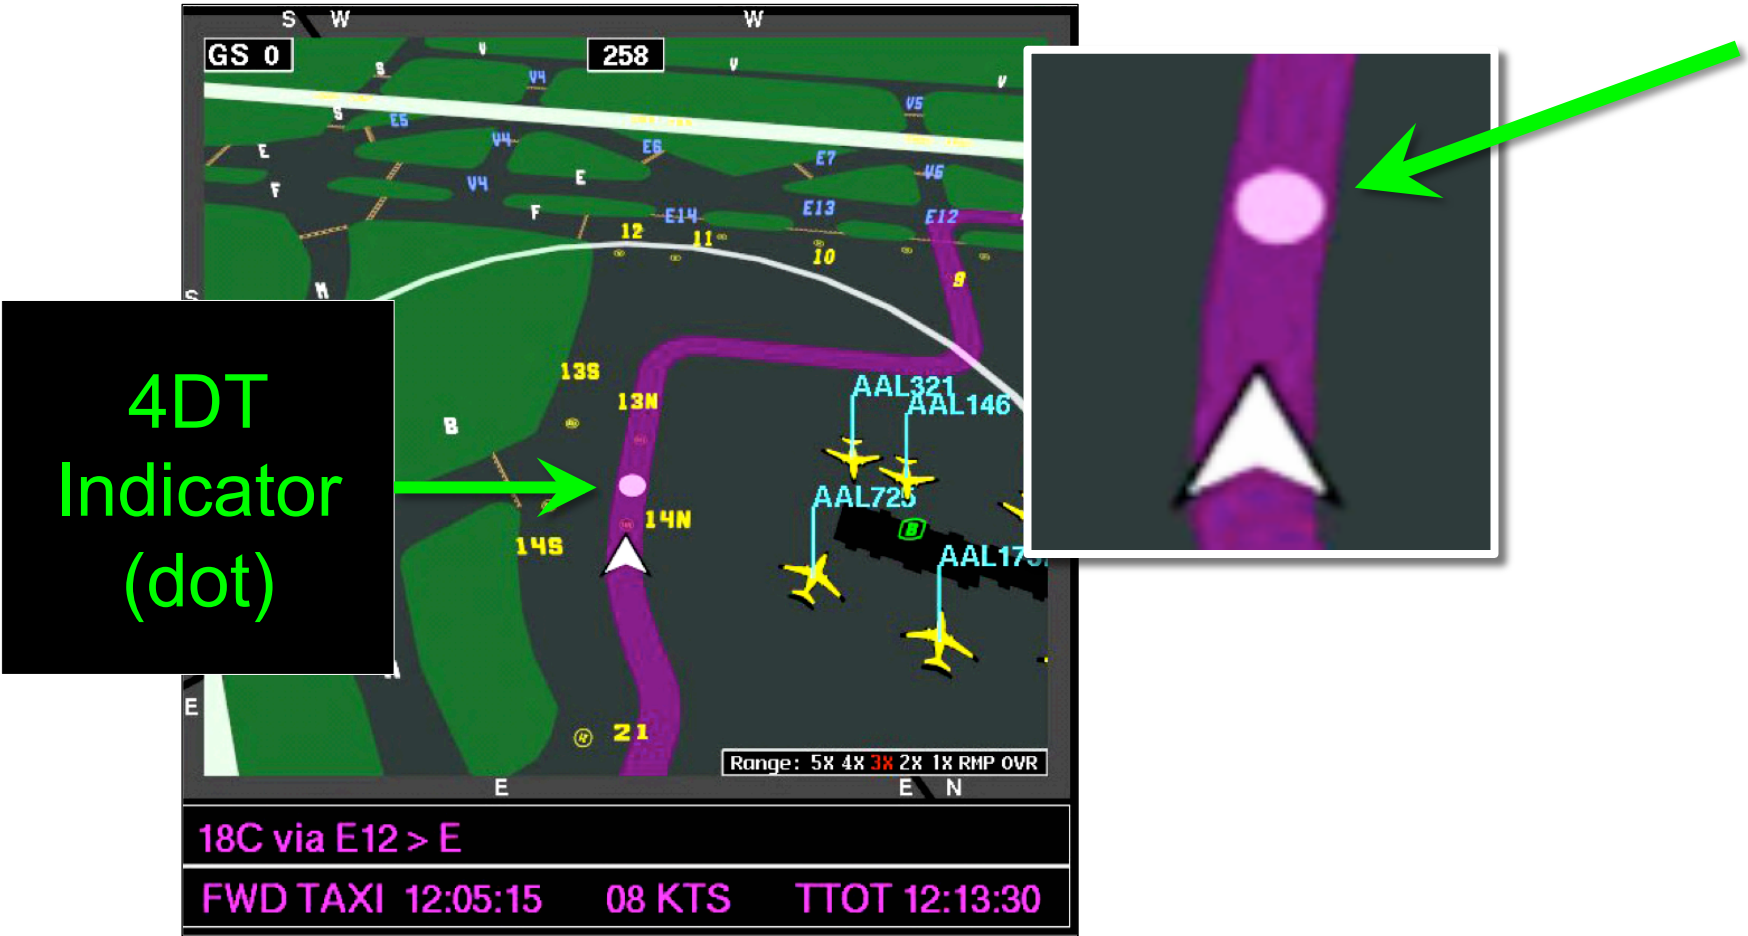 S W
W
GS 0
258
V
V
V
S
V4
V5
S
E5
V4
E6
E
E7
V6
V4
E
F
F
E14
E13
E12
12
11
10
9
M
S
13S
13N
AAL321
AAL146
B
4DT
Indicator
(dot)
AAL725
14N
B
14S
AAL175
E
21
Range: 5X 4X 3X 2X 1X RMP OVR
E
E N
18C via E12 > E
FWD TAXI 12:05:15 08 KTS TTOT 12:13:30